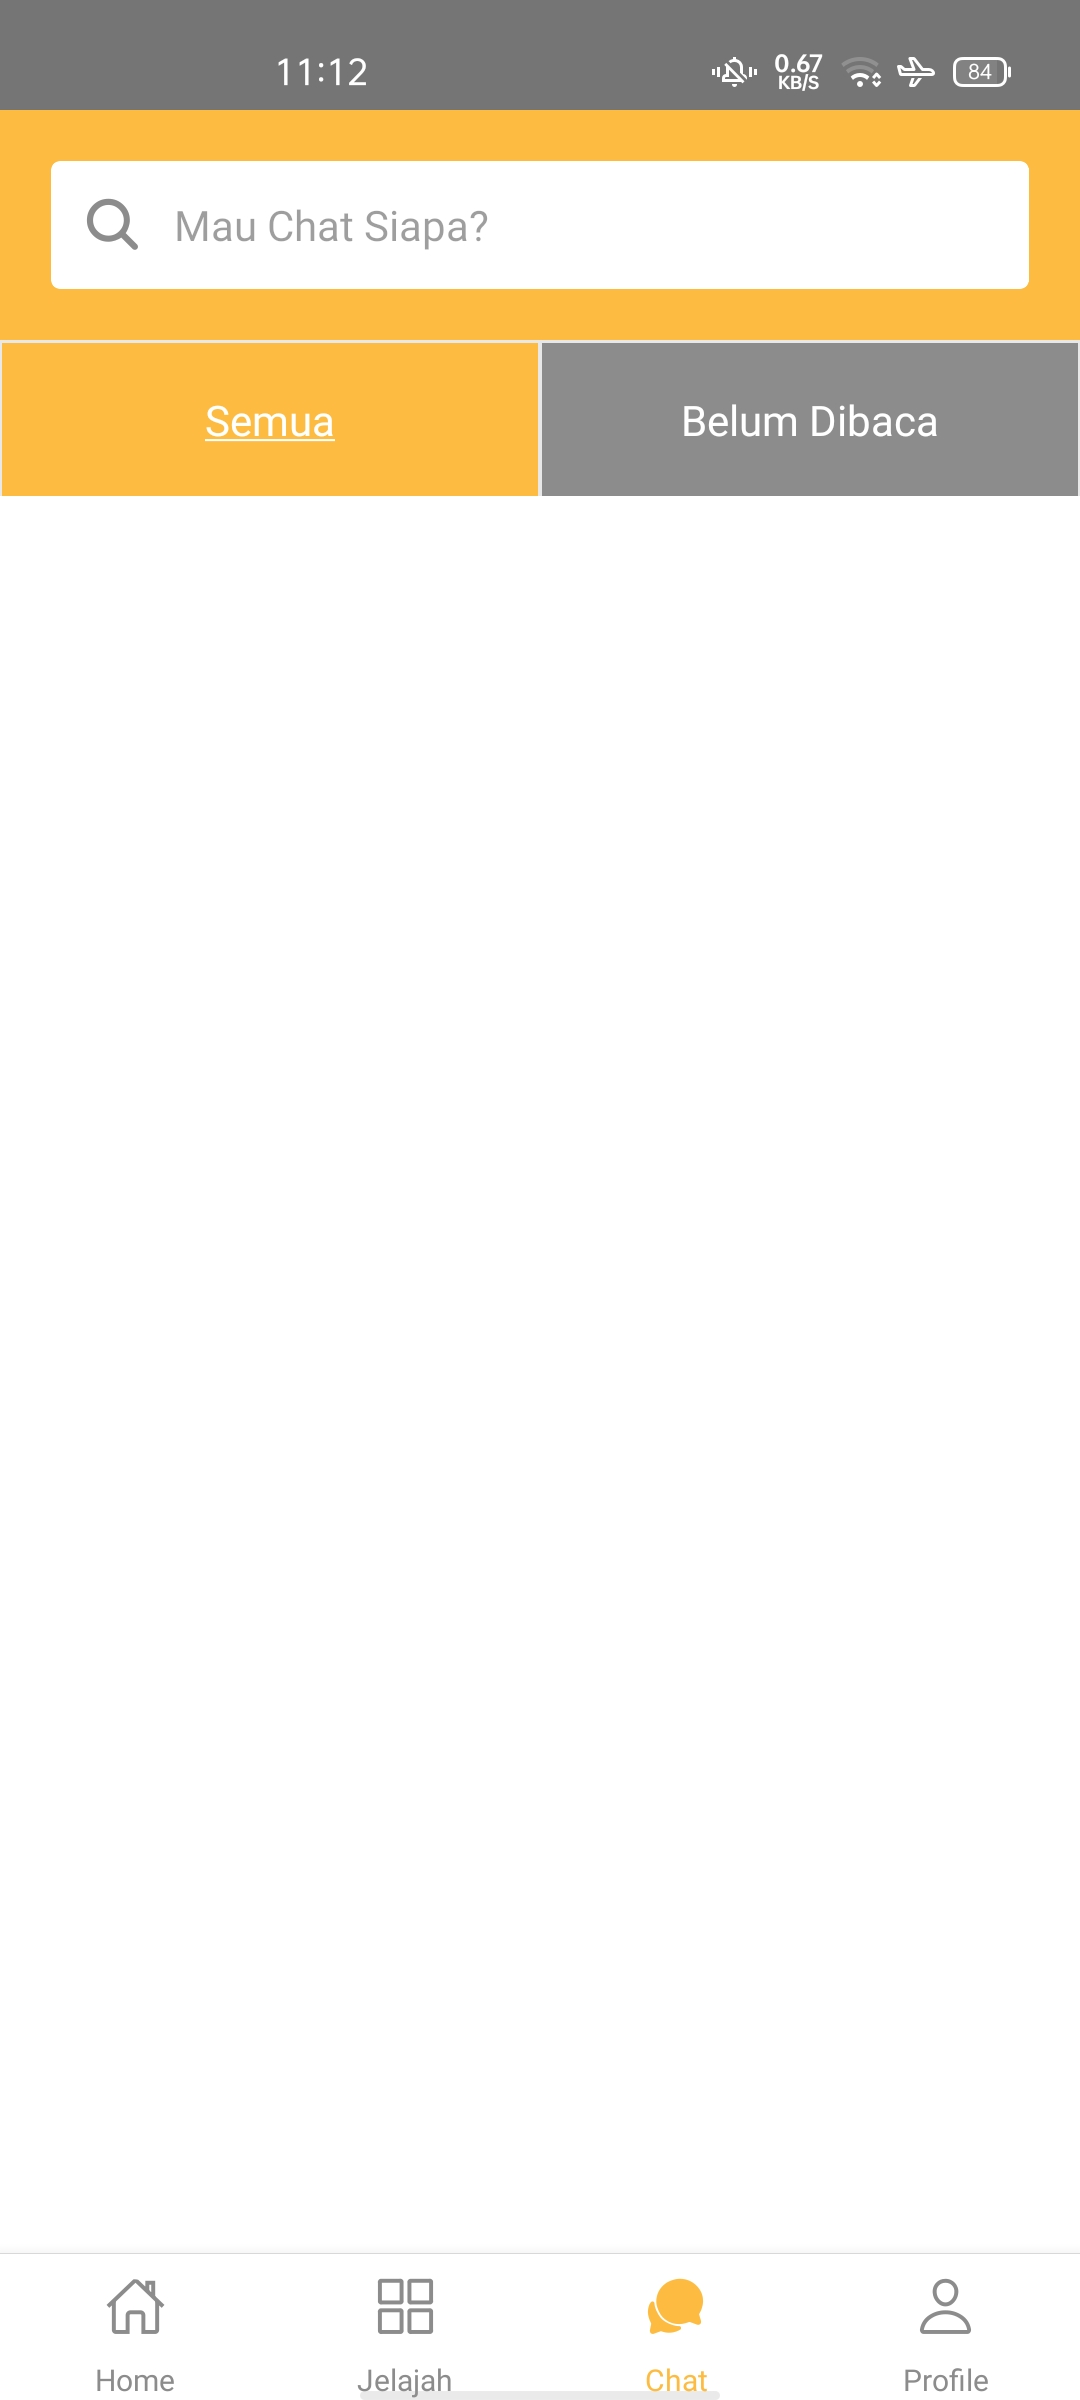 11:12
0.67
KB/S
84
Mau Chat Siapa?
Semua
Belum Dibaca
Home
Jelajah
Chat
Profile